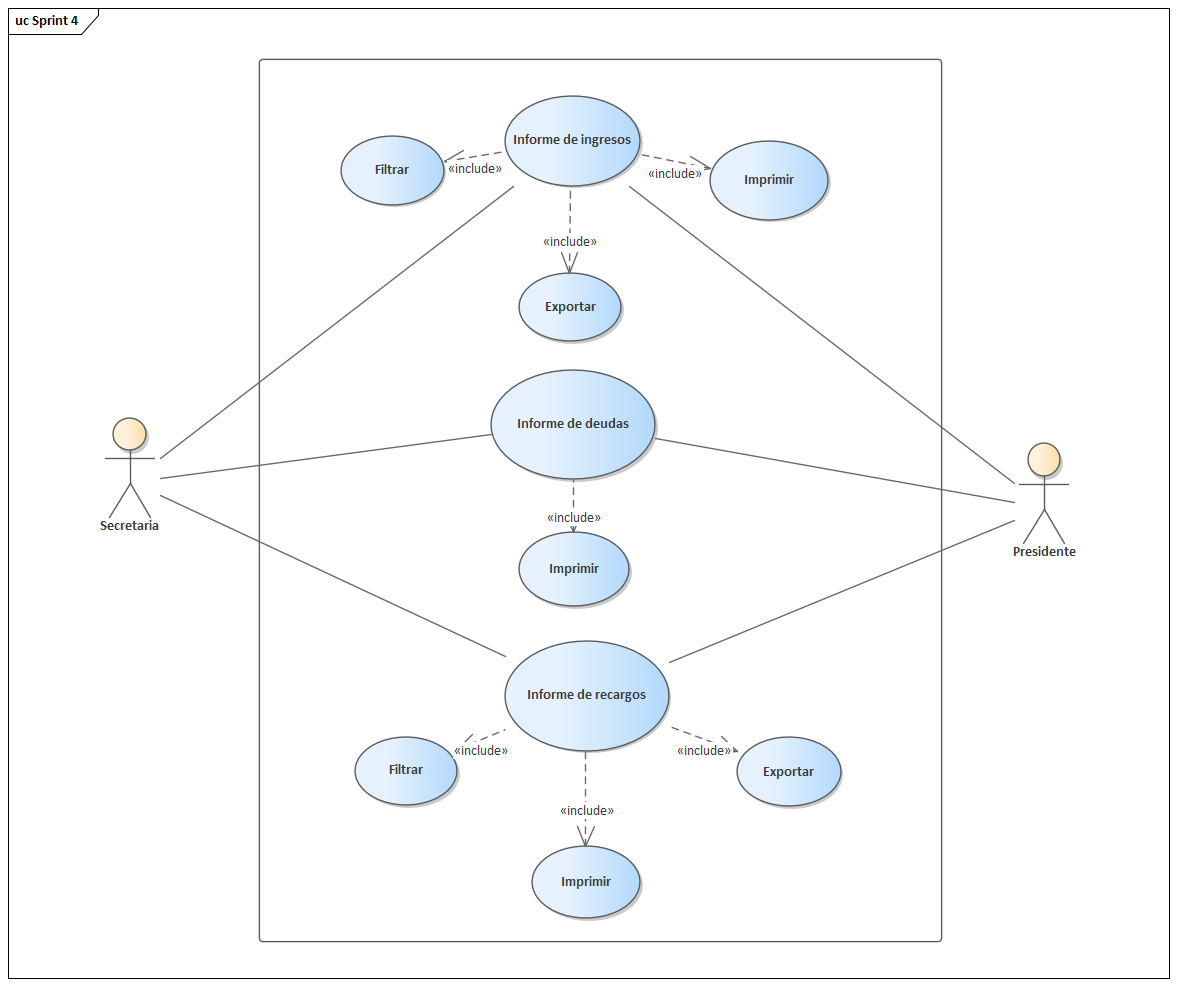 uc Sprint 4
Informe de ingresos
Filtrar
«include»
«include»
Imprimir
«include»
Exportar
Informe de deudas
Secretaria
Presidente
«include»
Imprimir
Informe de recargos
«include»
«include»
Filtrar
Exportar
«include»
Imprimir